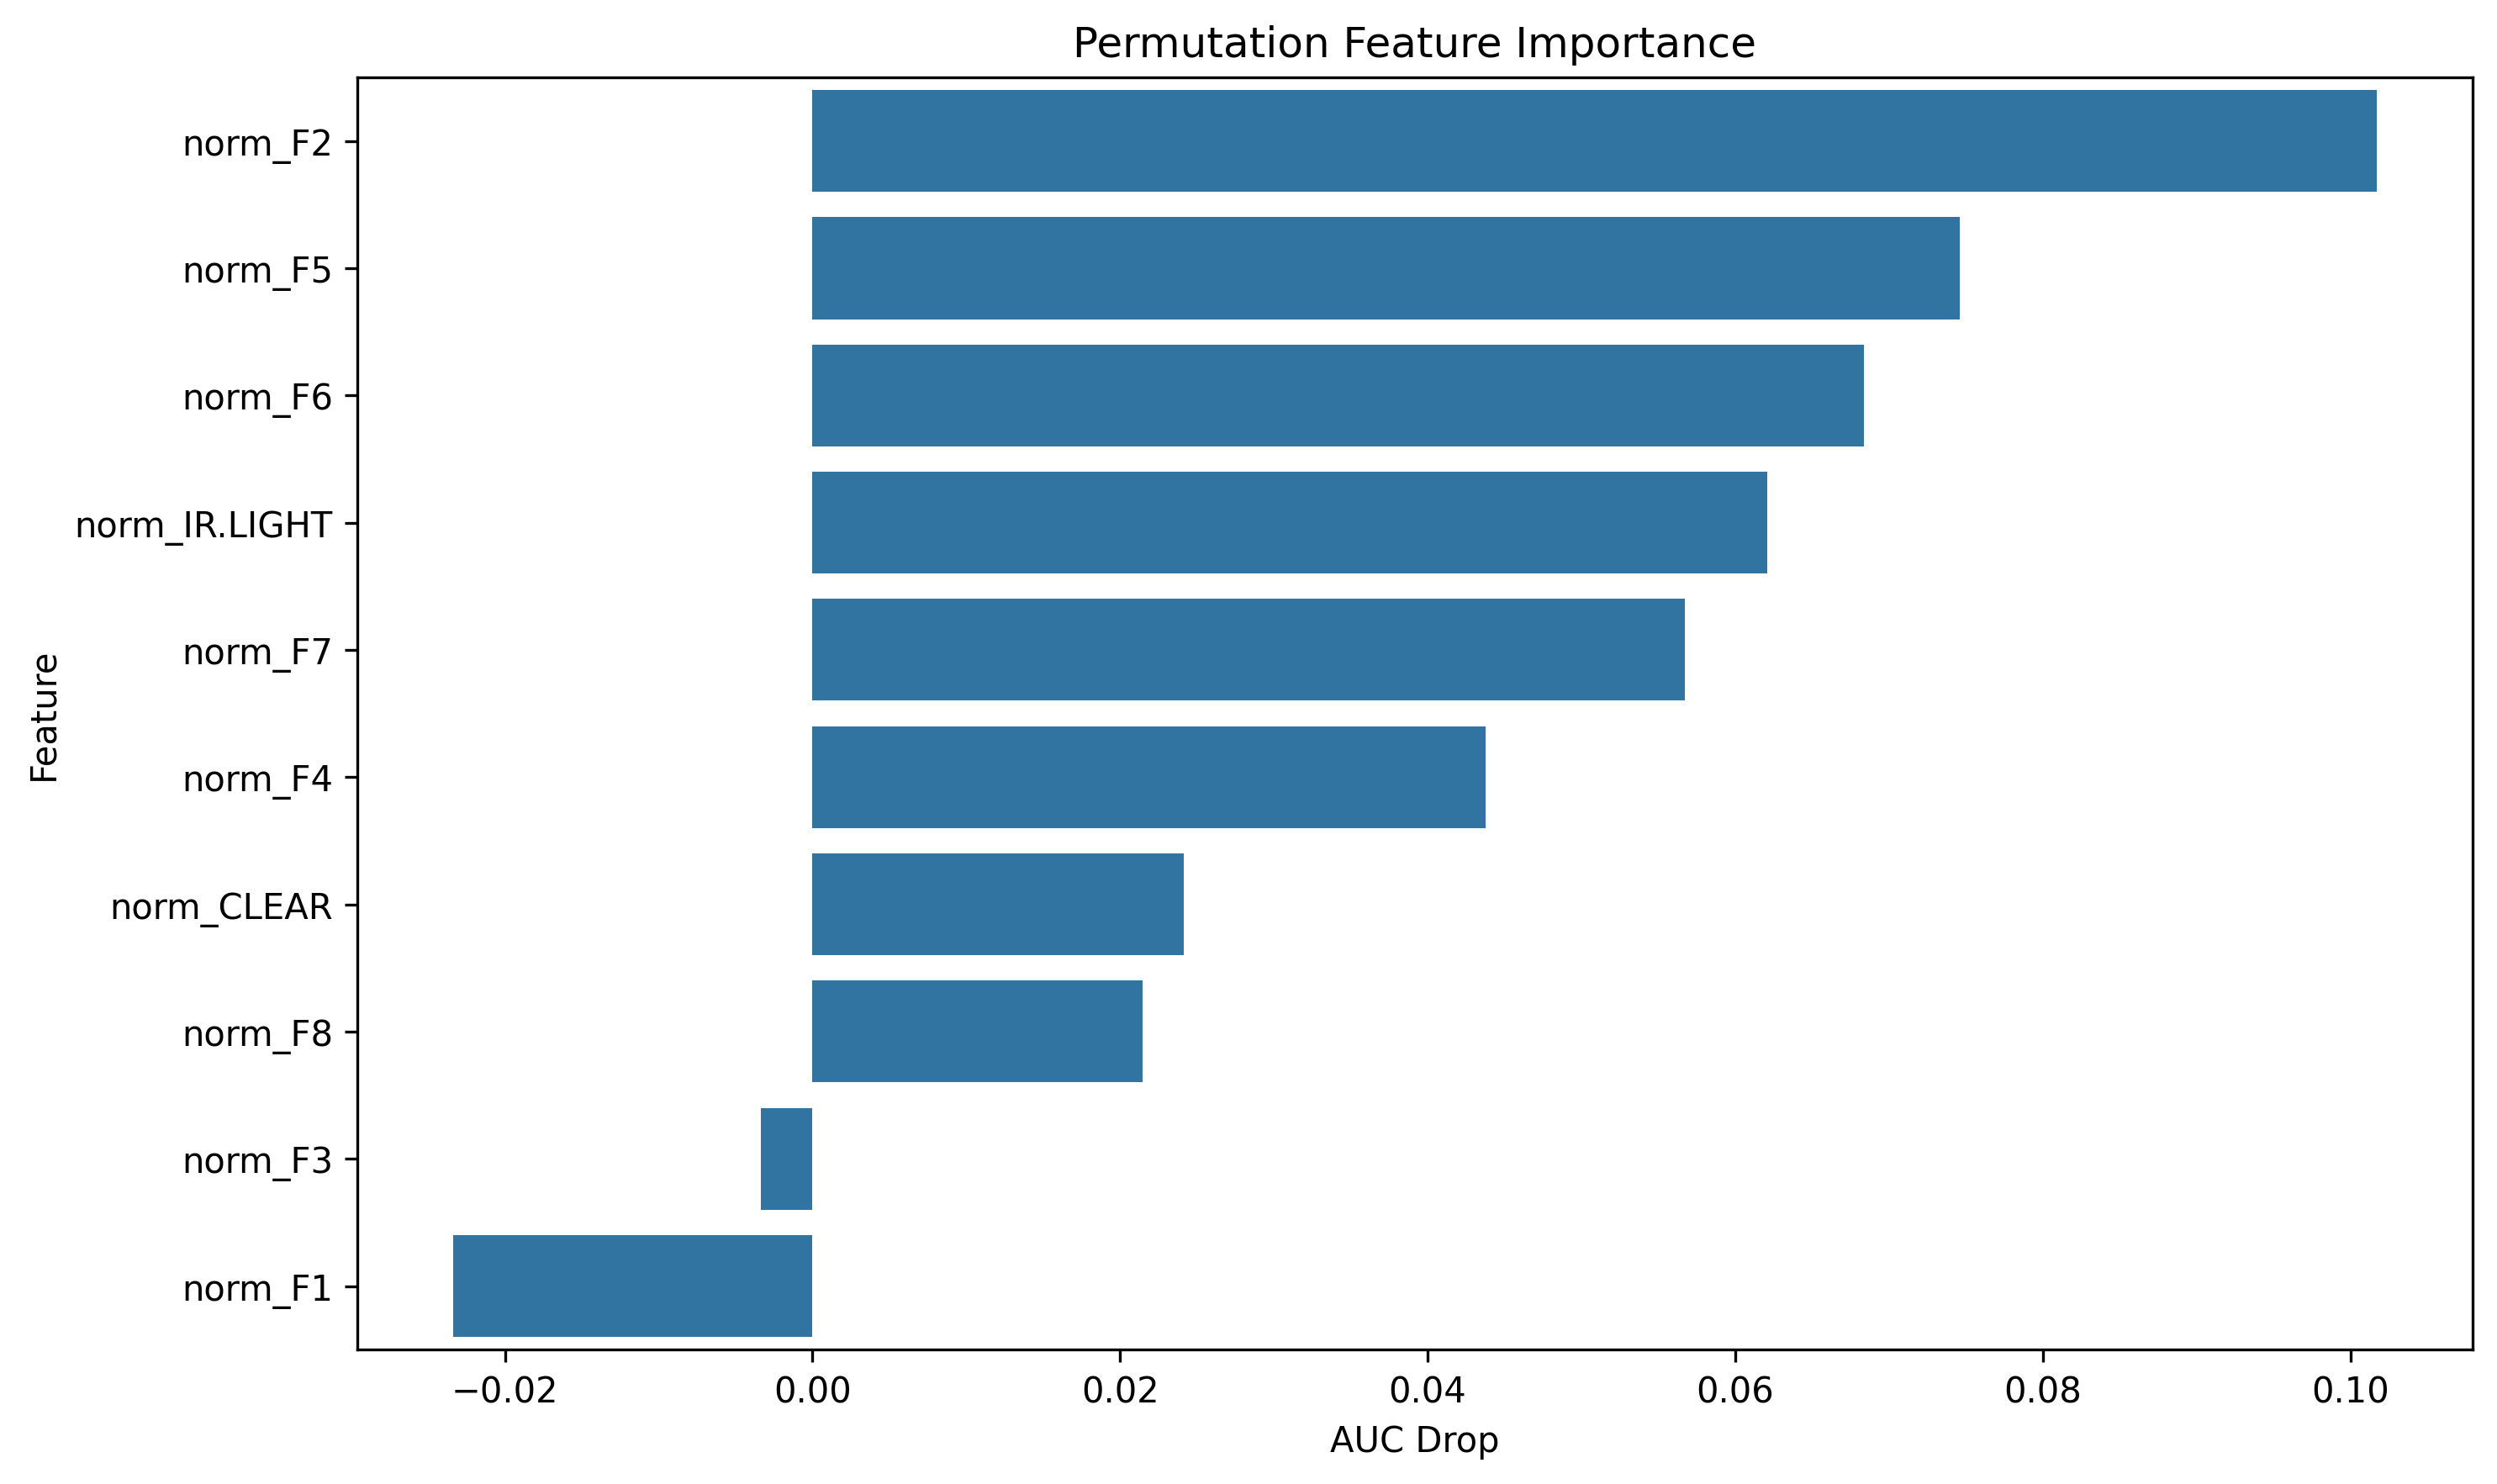 Permutation Feature Importance
Feature
norm_F2
norm_F5
norm_F6
norm_IR.LIGHT
norm_F7
norm_F4
norm_CLEAR
norm_F8
norm_F3
norm_F1
−0.02 0.00 0.02 0.04 0.06 0.08 0.10
AUC Drop